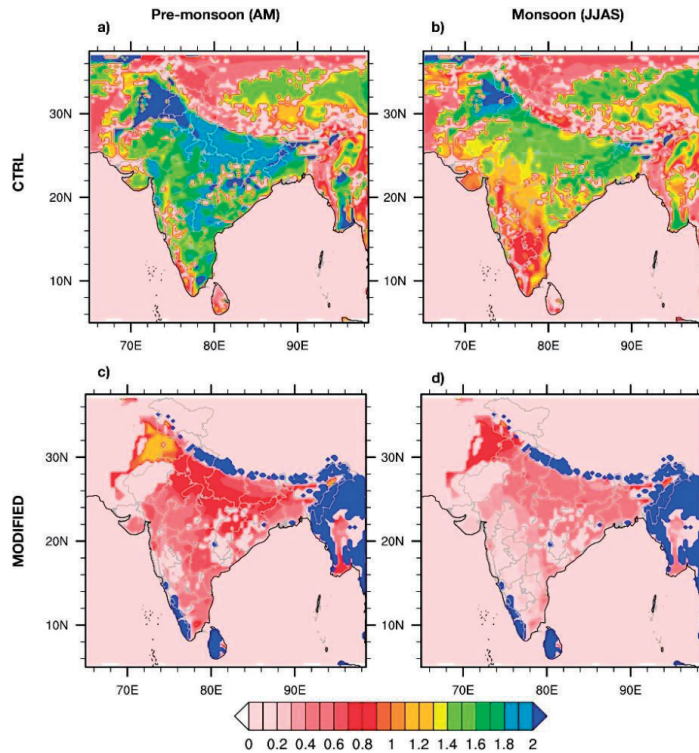 Pre-monsoon (AM) Monsoon (JJAS)
a) b)
CTRL
30N 30N
20N 20N
10N 10N
70E 80E 90E 70E 80E 90E
c) d)
MODIFIED
30N 30N
20N 20N
10N 10N
70E 80E 90E 70E 80E 90E
0 0.2 0.4 0.6 0.8 1 1.2 1.4 1.6 1.8 2